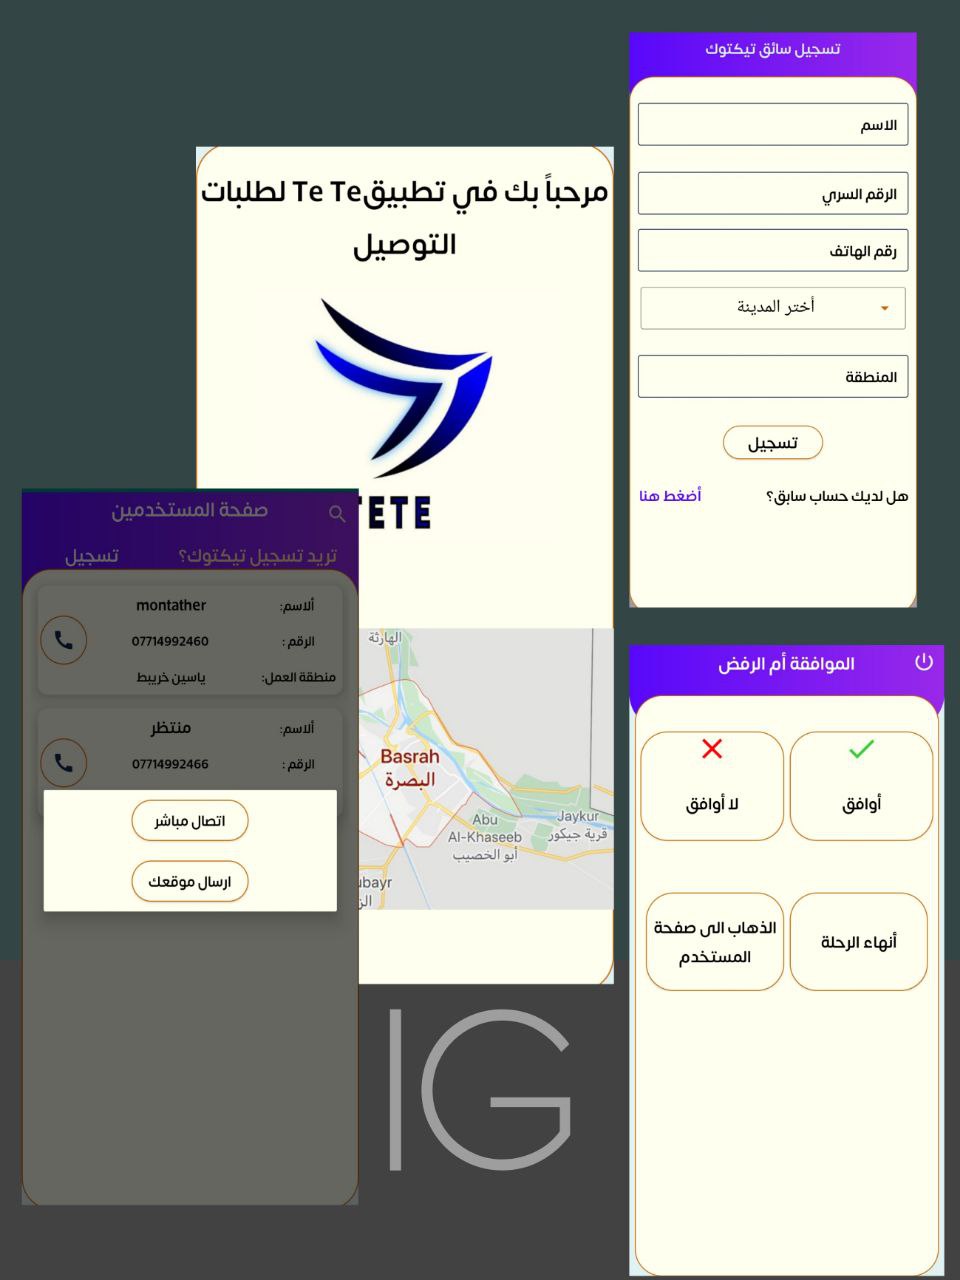 تسجيل سائق تيكتوك
الاسم
الرقم السري
رقم الهاتف
أختر المدينة
المنطقة
تسجيل
هل لديك حساب سابق؟ أضغط هنا
مرحباً بك في تطبيقTe Te لطلبات
التوصيل
TETE
الهارثة
Basrah
البصرة
Abu
Al-Khaseeb
أبو الخصيب
Jaykur
قرية جيكور
ubayr
الز
صفحة المستخدمين
تريد تسجيل تيكتوك؟ تسجيل
ألاسم: montather
الرقم : 07714992460
منطقة العمل: ياسين خريبط
ألاسم: منتظر
الرقم : 07714992466
اتصال مباشر
ارسال موقعك
الموافقة أم الرفض
أوافق
لا أوافق
أنهاء الرحلة
الذهاب الى صفحة
المستخدم
IG